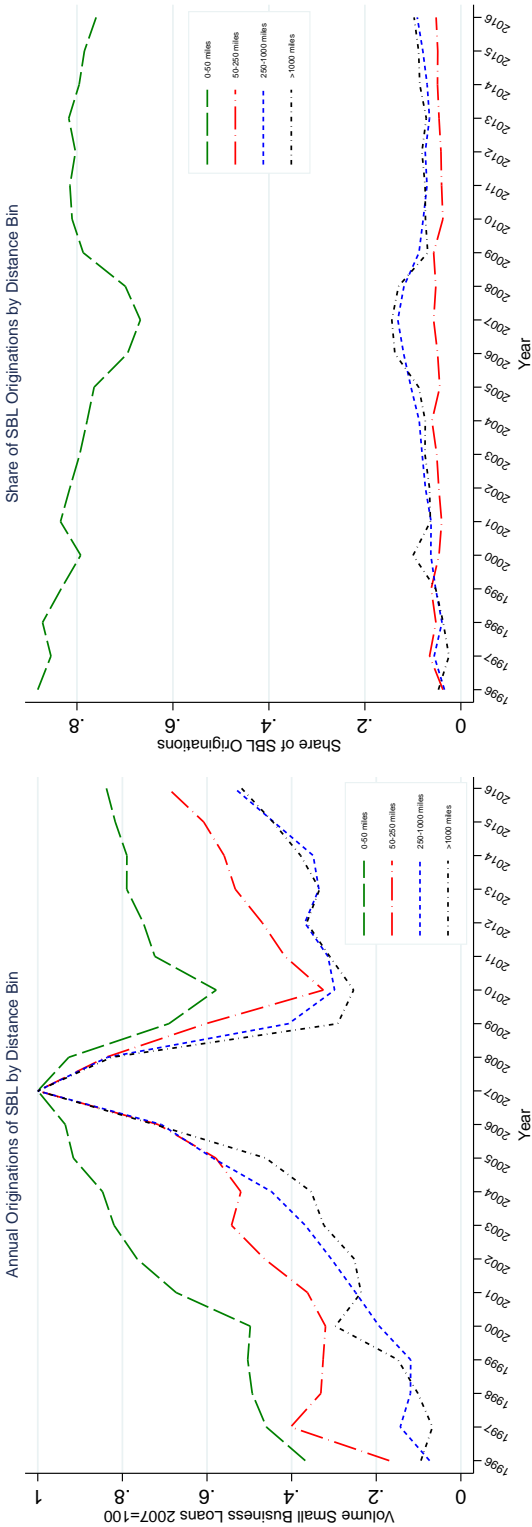 Annual Originations of SBL by Distance Bin
Volume Small Business Loans 2007=100
1
.8
.6
.4
.2
0
1996 1997 1998 1999 2000 2001 2002 2003 2004 2005 2006 2007 2008 2009 2010 2011 2012 2013 2014 2015 2016
Year
0-50 miles
50-250 miles
250-1000 miles
>1000 miles
Share of SBL Originations by Distance Bin
Share of SBL Originations
.8
.6
.4
.2
0
1996 1997 1998 1999 2000 2001 2002 2003 2004 2005 2006 2007 2008 2009 2010 2011 2012 2013 2014 2015 2016
Year
0-50 miles
50-250 miles
250-1000 miles
>1000 miles